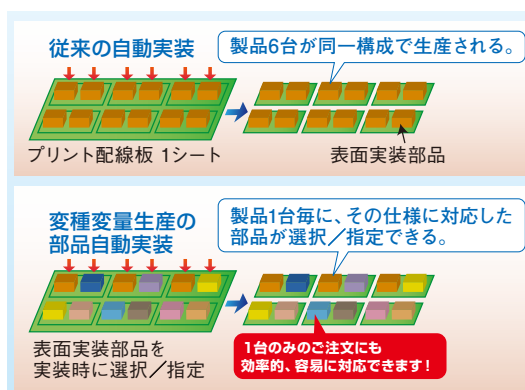 従来の自動実装
製品6台が同一構成で生産される。
プリント配線板 1シート
表面実装部品
変種変量生産の
部品自動実装
製品1台毎に、その仕様に対応した
部品が選択／指定できる。
表面実装部品を
実装時に選択／指定
1台のみのご注文にも
効率的、容易に対応できます！